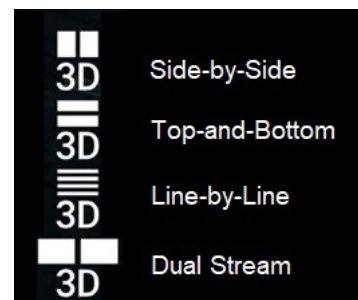 3D Side-by-Side
3D Top-and-Bottom
3D Line-by-Line
3D Dual Stream